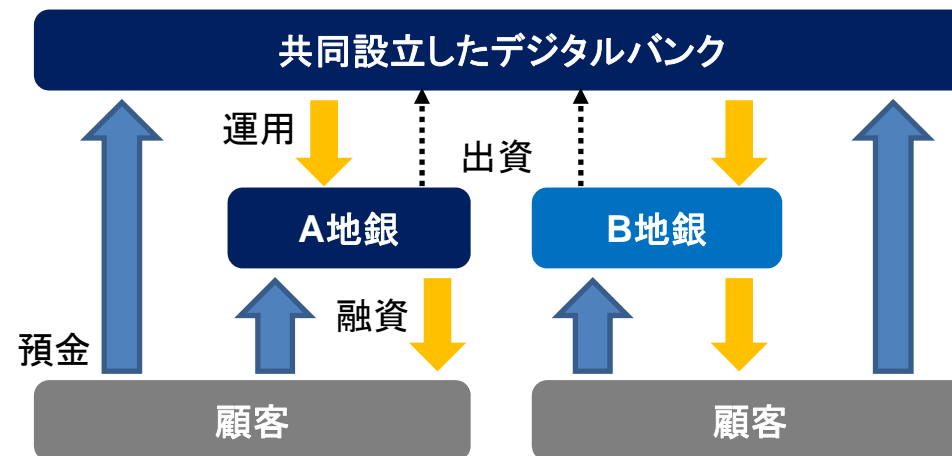 共同設立したデジタルバンク
運用
出資
A地銀
B地銀
融資
預金
顧客
顧客